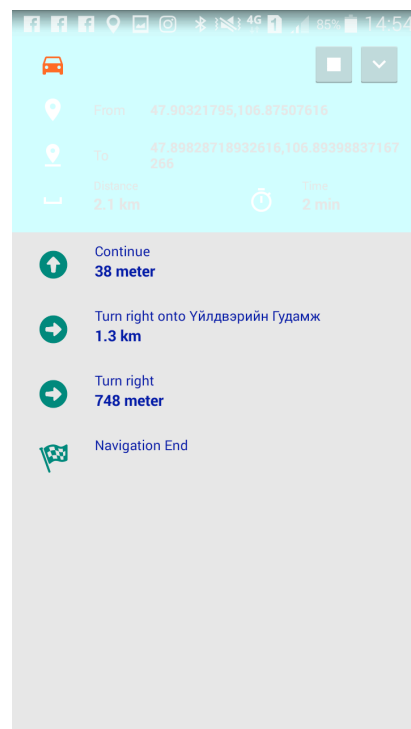 4G 1 85% 14:54
From 47.90321795,106.87507616
To 47.89828718932616,106.89398837167
266
Distance Time
2.1 km 2 min
Continue
38 meter
Turn right onto Үйлдвэрийн Гудамж
1.3 km
Turn right
748 meter
Navigation End